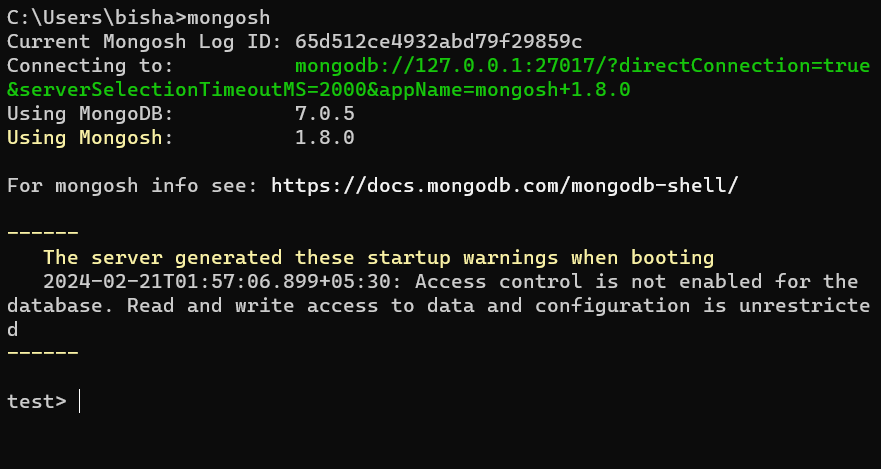 C:\Users\bisha>mongosh
Current Mongosh Log ID: 65d512ce4932abd79f29859c
Connecting to:          mongodb://127.0.0.1:27017/?directConnection=true
&serverSelectionTimeoutMS=2000&appName=mongosh+1.8.0
Using MongoDB:          7.0.5
Using Mongosh:          1.8.0
For mongosh info see: https://docs.mongodb.com/mongodb-shell/
------
   The server generated these startup warnings when booting
   2024-02-21T01:57:06.899+05:30: Access control is not enabled for the
database. Read and write access to data and configuration is unrestricte
d
------
test>